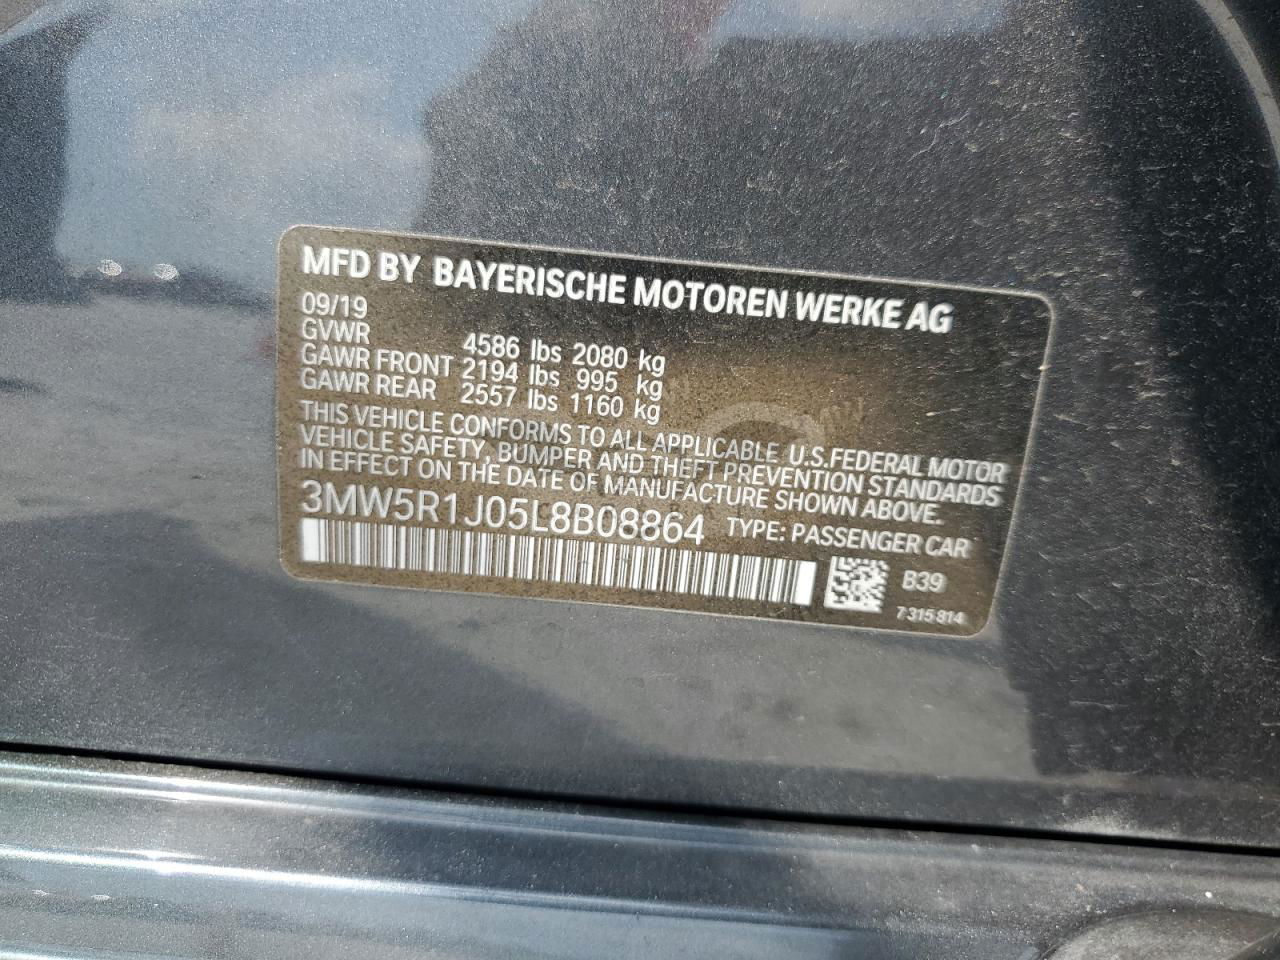 MFD BY BAYERISCHE MOTOREN WERKE AG
09/19
GVWR 4586 lbs 2080 kg
GAWR FRONT 2194 lbs 995 kg
GAWR REAR 2557 lbs 1160 kg
THIS VEHICLE CONFORMS TO ALL APPLICABLE U.S.FEDERAL MOTOR
VEHICLE SAFETY, BUMPER AND THEFT PREVENTION STANDARDS
IN EFFECT ON THE DATE OF MANUFACTURE SHOWN ABOVE.
3MW5R1J05L8B08864 TYPE: PASSENGER CAR
B39
7 315 814